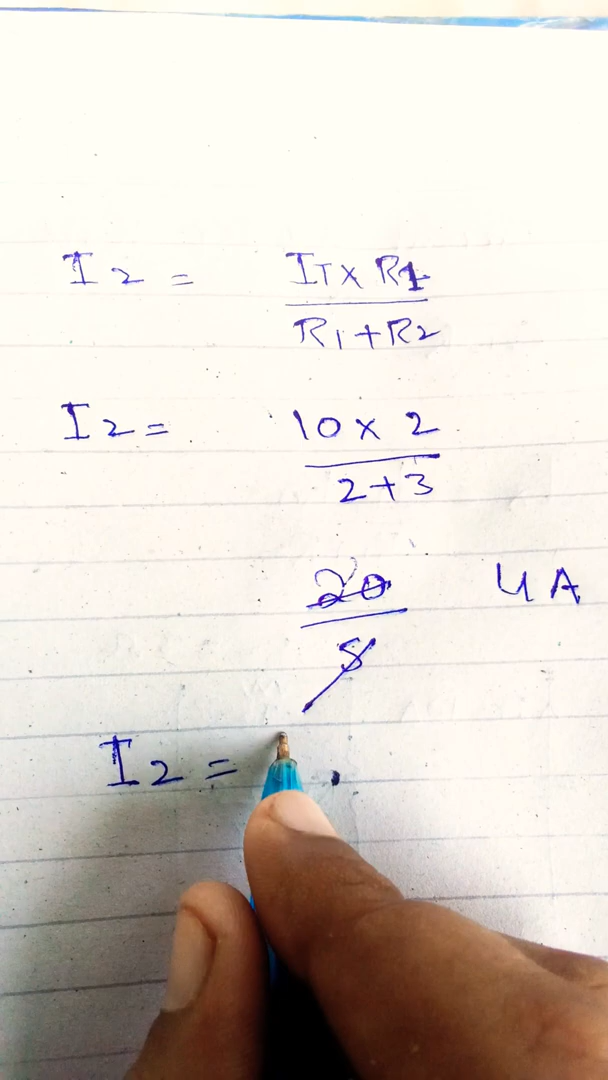 I2 = IT x R1
R1 + R2
I2 = 10 x 2
2 + 3
20
4A
5
I2 =